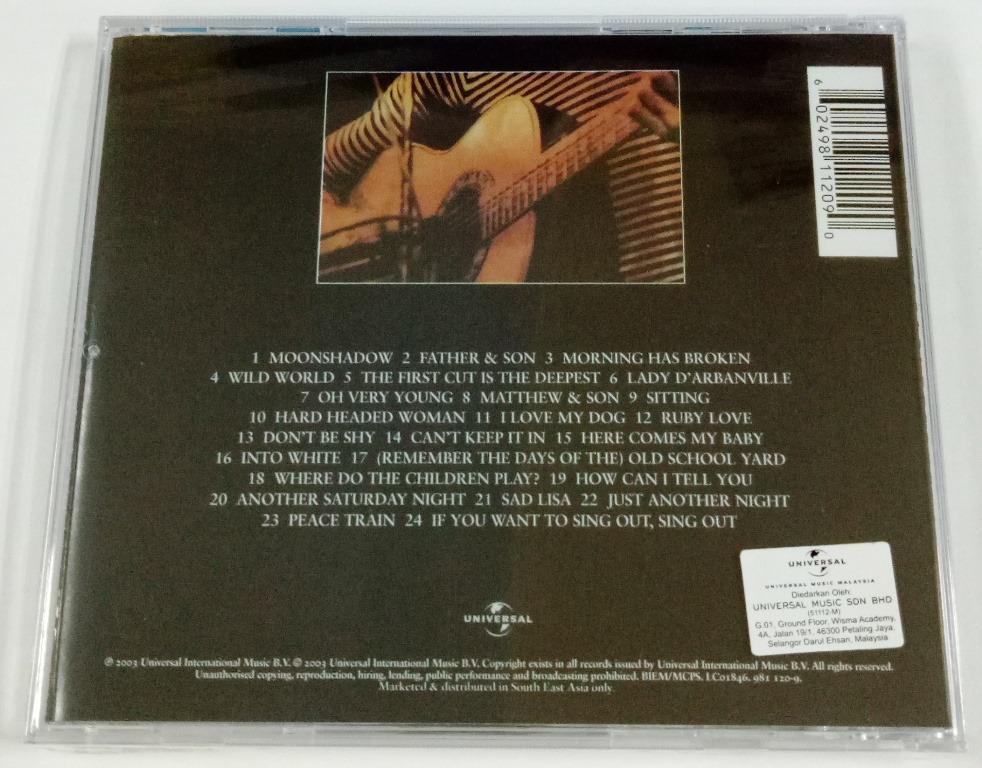 6 02498 11209 0
1 MOONSHADOW 2 FATHER & SON 3 MORNING HAS BROKEN
4 WILD WORLD 5 THE FIRST CUT IS THE DEEPEST 6 LADY D'ARBANVILLE
7 OH VERY YOUNG 8 MATTHEW & SON 9 SITTING
10 HARD HEADED WOMAN 11 I LOVE MY DOG 12 RUBY LOVE
13 DON'T BE SHY 14 CAN'T KEEP IT IN 15 HERE COMES MY BABY
16 INTO WHITE 17 (REMEMBER THE DAYS OF THE) OLD SCHOOL YARD
18 WHERE DO THE CHILDREN PLAY? 19 HOW CAN I TELL YOU
20 ANOTHER SATURDAY NIGHT 21 SAD LISA 22 JUST ANOTHER NIGHT
23 PEACE TRAIN 24 IF YOU WANT TO SING OUT, SING OUT
UNIVERSAL
UNIVERSAL
UNIVERSAL MUSIC MALAYSIA
Diedarkan Oleh:
UNIVERSAL MUSIC SDN BHD
(51112-M)
G.01, Ground Floor, Wisma Academy,
4A, Jalan 19/1, 46300 Petaling Jaya,
Selangor Darul Ehsan, Malaysia
℗ 2003 Universal International Music B.V. © 2003 Universal International Music B.V. Copyright exists in all records issued by Universal International Music B.V. All rights reserved.
Unauthorised copying, reproduction, hiring, lending, public performance and broadcasting prohibited. BIEM/MCPS. LC01846. 981 120-9.
Marketed & distributed in South East Asia only.